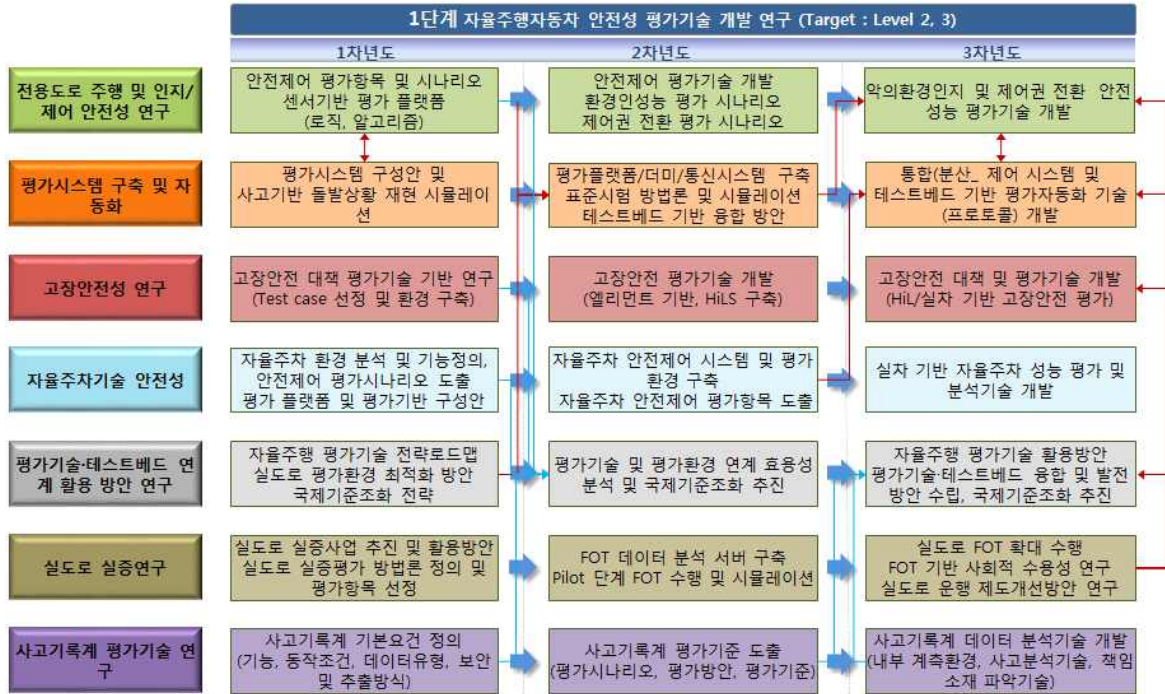 1단계 자율주행자동차 안전성 평가기술 개발 연구 (Target : Level 2, 3)
1차년도
2차년도
3차년도
전용도로 주행 및 인지/
제어 안전성 연구
안전제어 평가항목 및 시나리오
센서기반 평가 플랫폼
(로직, 알고리즘)
안전제어 평가기술 개발
환경인성능 평가 시나리오
제어권 전환 평가 시나리오
악의환경인지 및 제어권 전환 안전
성능 평가기술 개발
평가시스템 구축 및 자
동화
평가시스템 구성안 및
사고기반 돌발상황 재현 시뮬레이
션
평가플랫폼/더미/통신시스템 구축
표준시험 방법론 및 시뮬레이션
테스트베드 기반 융합 방안
통합(분산_ 제어 시스템 및
테스트베드 기반 평가자동화 기술
(프로토콜) 개발
고장안전성 연구
고장안전 대책 평가기술 기반 연구
(Test case 선정 및 환경 구축)
고장안전 평가기술 개발
(엘리먼트 기반, HiLS 구축)
고장안전 대책 및 평가기술 개발
(HiL/실차 기반 고장안전 평가)
자율주차기술 안전성
자율주차 환경 분석 및 기능정의,
안전제어 평가시나리오 도출
평가 플랫폼 및 평가기반 구성안
자율주차 안전제어 시스템 및 평가
환경 구축
자율주차 안전제어 평가항목 도출
실차 기반 자율주차 성능 평가 및
분석기술 개발
평가기술·테스트베드 연
계 활용 방안 연구
자율주행 평가기술 전략로드맵
실도로 평가환경 최적화 방안
국제기준조화 전략
평가기술 및 평가환경 연계 효용성
분석 및 국제기준조화 추진
자율주행 평가기술 활용방안
평가기술·테스트베드 융합 및 발전
방안 수립, 국제기준조화 추진
실도로 실증연구
실도로 실증사업 추진 및 활용방안
실도로 실증평가 방법론 정의 및
평가항목 선정
FOT 데이터 분석 서버 구축
Pilot 단계 FOT 수행 및 시뮬레이션
실도로 FOT 확대 수행
FOT 기반 사회적 수용성 연구
실도로 운행 제도개선방안 연구
사고기록계 평가기술 연
구
사고기록계 기본요건 정의
(기능, 동작조건, 데이터유형, 보안
및 추출방식)
사고기록계 평가기준 도출
(평가시나리오, 평가방안, 평가기준)
사고기록계 데이터 분석기술 개발
(내부 계측환경, 사고분석기술, 책임
소재 파악기술)